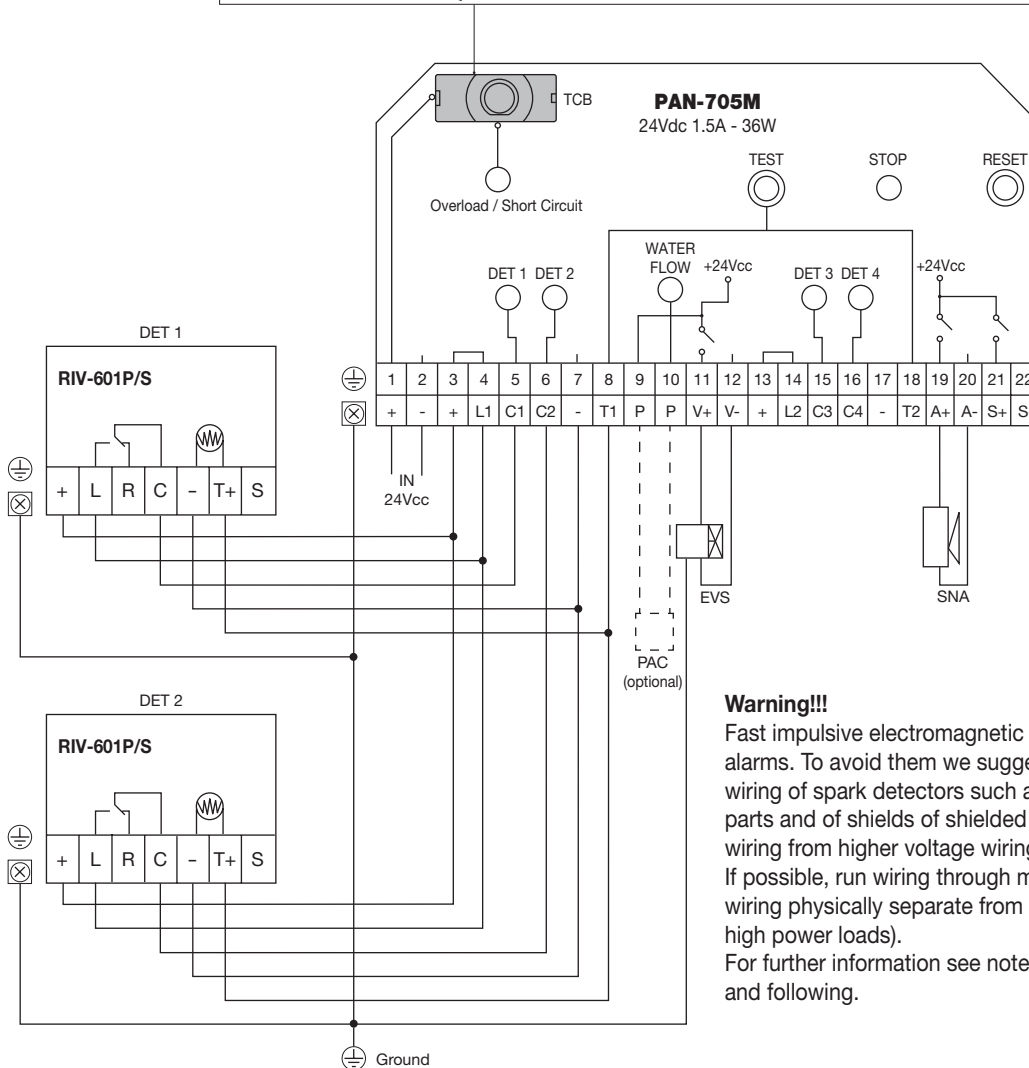 TCB
PAN-705M
24Vdc 1.5A - 36W
TEST
STOP
RESET
Overload / Short Circuit
WATER
FLOW
+24Vcc
+24Vcc
DET 1 DET 2
DET 3 DET 4
DET 1
RIV-601P/S
1 2 3 4 5 6 7 8 9 10 11 12 13 14 15 16 17 18 19 20 21 22
+ - + L1 C1 C2 - T1 P P V+ V- + L2 C3 C4 - T2 A+ A- S+ S
+ L R C - T+ S
IN
24Vcc
EVS
SNA
PAC
(optional)
DET 2
RIV-601P/S
+ L R C - T+ S
Warning!!!
Fast impulsive electromagnetic
alarms. To avoid them we sugge
wiring of spark detectors such a
parts and of shields of shielded
wiring from higher voltage wiring
If possible, run wiring through m
wiring physically separate from
high power loads).
For further information see note
and following.
Ground